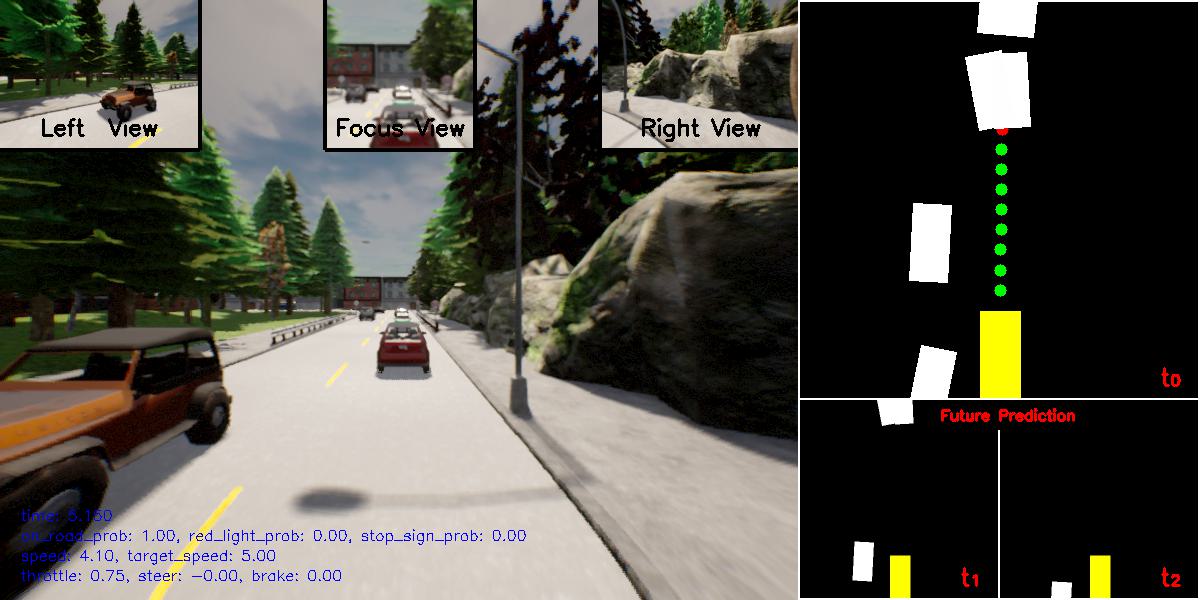 Left View
Focus View
Right View
time: 5.150
on_road_prob: 1.00, red_light_prob: 0.00, stop_sign_prob: 0.00
speed: 4.10, target_speed: 5.00
throttle: 0.75, steer: −0.00, brake: 0.00
t0
Future Prediction
t1
t2